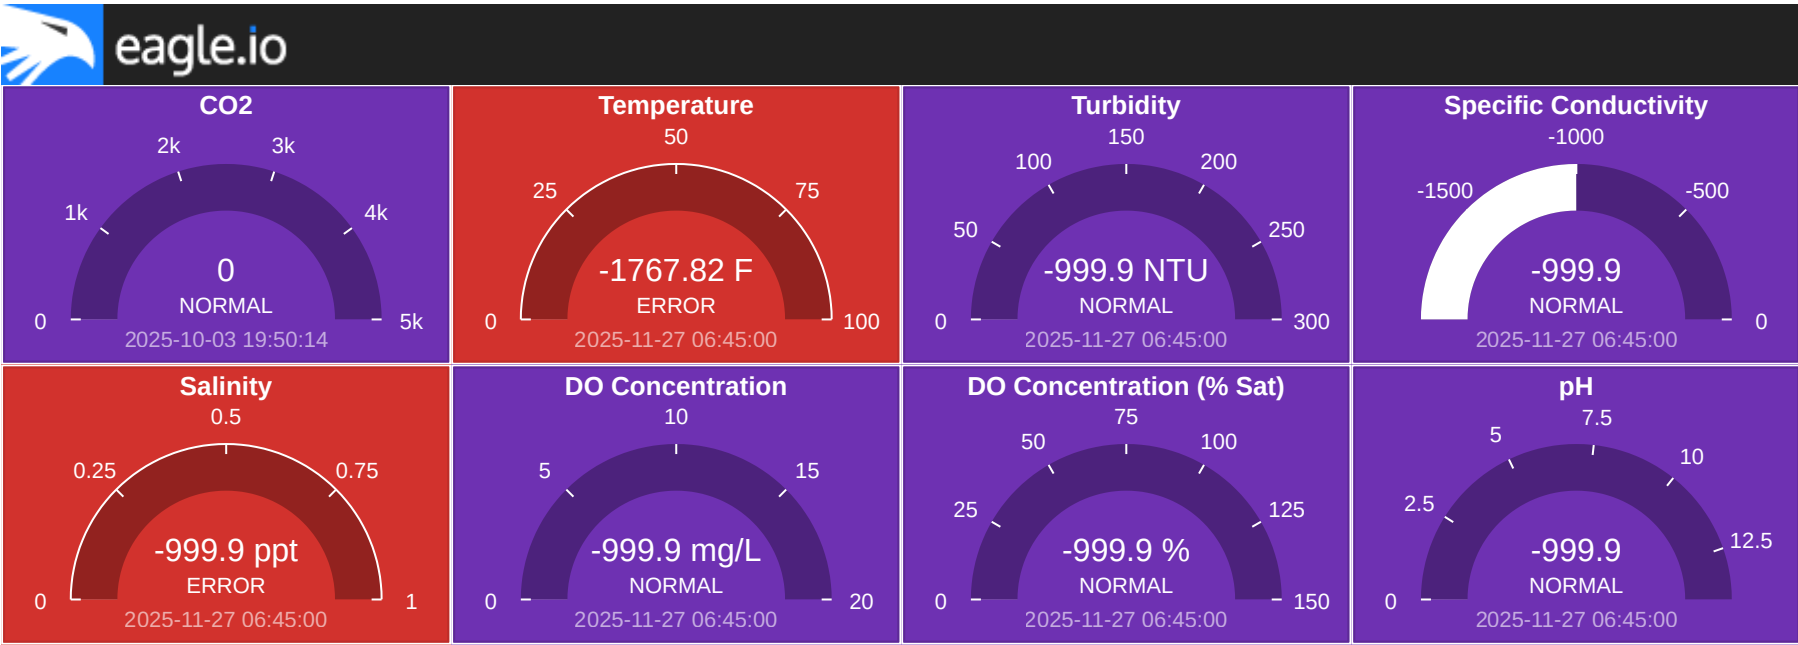 eagle.io
CO2
2k
3k
1k
4k
0
NORMAL
0
5k
2025-10-03 19:50:14
Temperature
50
25
75
-1767.82 F
ERROR
0
100
2025-11-27 06:45:00
Turbidity
150
100
200
50
250
-999.9 NTU
NORMAL
0
300
2025-11-27 06:45:00
Specific Conductivity
-1000
-1500
-500
-999.9
NORMAL
0
2025-11-27 06:45:00
Salinity
0.5
0.25
0.75
-999.9 ppt
ERROR
0
1
2025-11-27 06:45:00
DO Concentration
10
5
15
-999.9 mg/L
NORMAL
0
20
2025-11-27 06:45:00
DO Concentration (% Sat)
75
50
100
25
125
-999.9 %
NORMAL
0
150
2025-11-27 06:45:00
pH
7.5
5
10
2.5
12.5
-999.9
NORMAL
0
2025-11-27 06:45:00